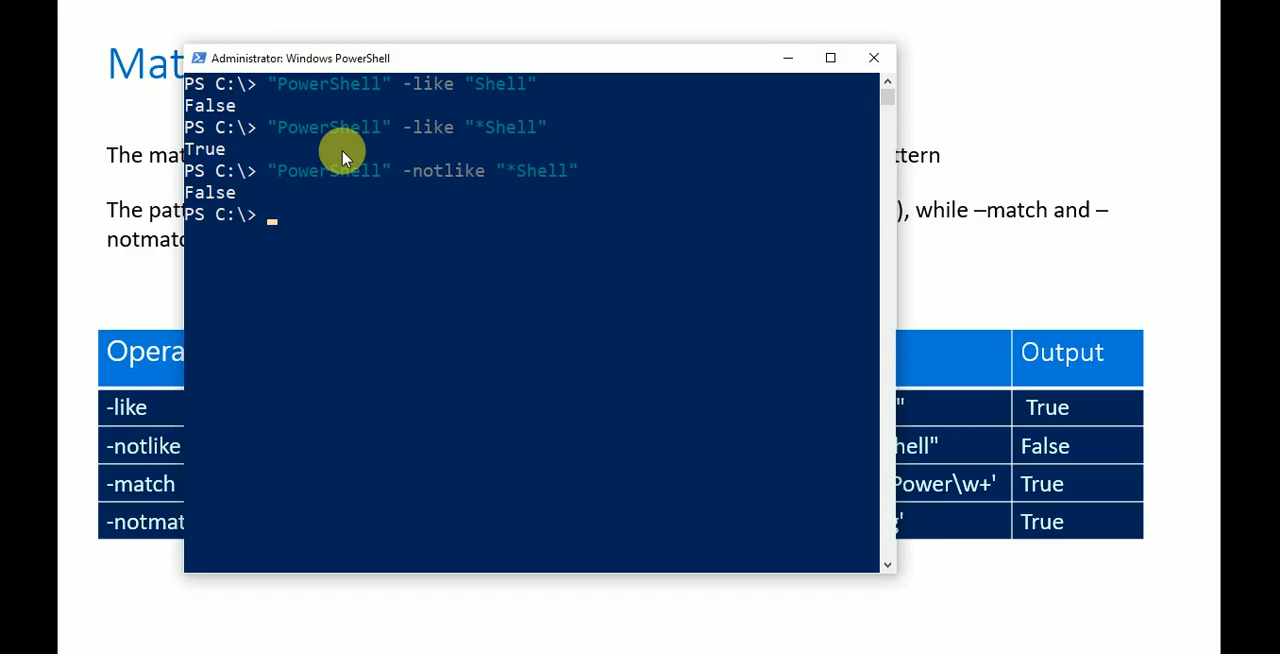 Mat
Administrator: Windows PowerShell
PS C:\> "PowerShell" -like "Shell"
False
PS C:\> "PowerShell" -like "*Shell"
True
PS C:\> "PowerShell" -notlike "*Shell"
False
PS C:\>
The mat ttern
The patt ), while –match and –
notmatc
Opera Output
-like " True
-notlike hell" False
-match Power\w+' True
-notmat g' True